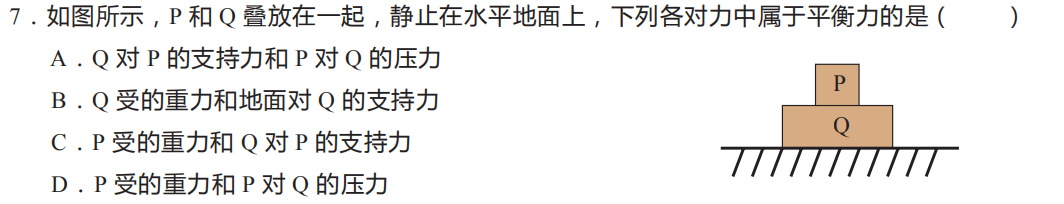 7．如图所示，P 和 Q 叠放在一起，静止在水平地面上，下列各对力中属于平衡力的是（　　）
A．Q 对 P 的支持力和 P 对 Q 的压力
B．Q 受的重力和地面对 Q 的支持力
C．P 受的重力和 Q 对 P 的支持力
D．P 受的重力和 P 对 Q 的压力
P
Q